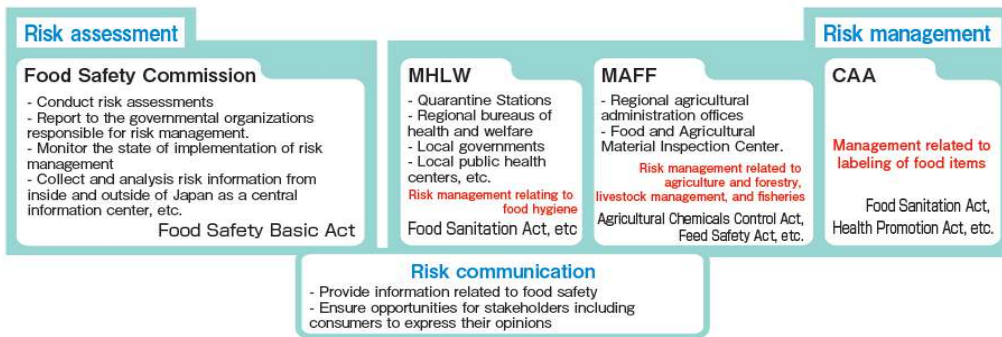 Risk assessment
Food Safety Commission
- Conduct risk assessments
- Report to the governmental organizations
responsible for risk management.
- Monitor the state of implementation of risk
management
- Collect and analysis risk information from
inside and outside of Japan as a central
information center, etc.
Food Safety Basic Act
Risk management
MHLW
- Quarantine Stations
- Regional bureaus of
health and welfare
- Local governments
- Local public health
centers, etc.
Risk management relating to
food hygiene
Food Sanitation Act, etc
MAFF
- Regional agricultural
administration offices
- Food and Agricultural
Material Inspection Center.
Risk management related to
agriculture and forestry,
livestock management, and fisheries
Agricultural Chemicals Control Act,
Feed Safety Act, etc.
CAA
Management related to
labeling of food items
Food Sanitation Act,
Health Promotion Act, etc.
Risk communication
- Provide information related to food safety
- Ensure opportunities for stakeholders including
consumers to express their opinions